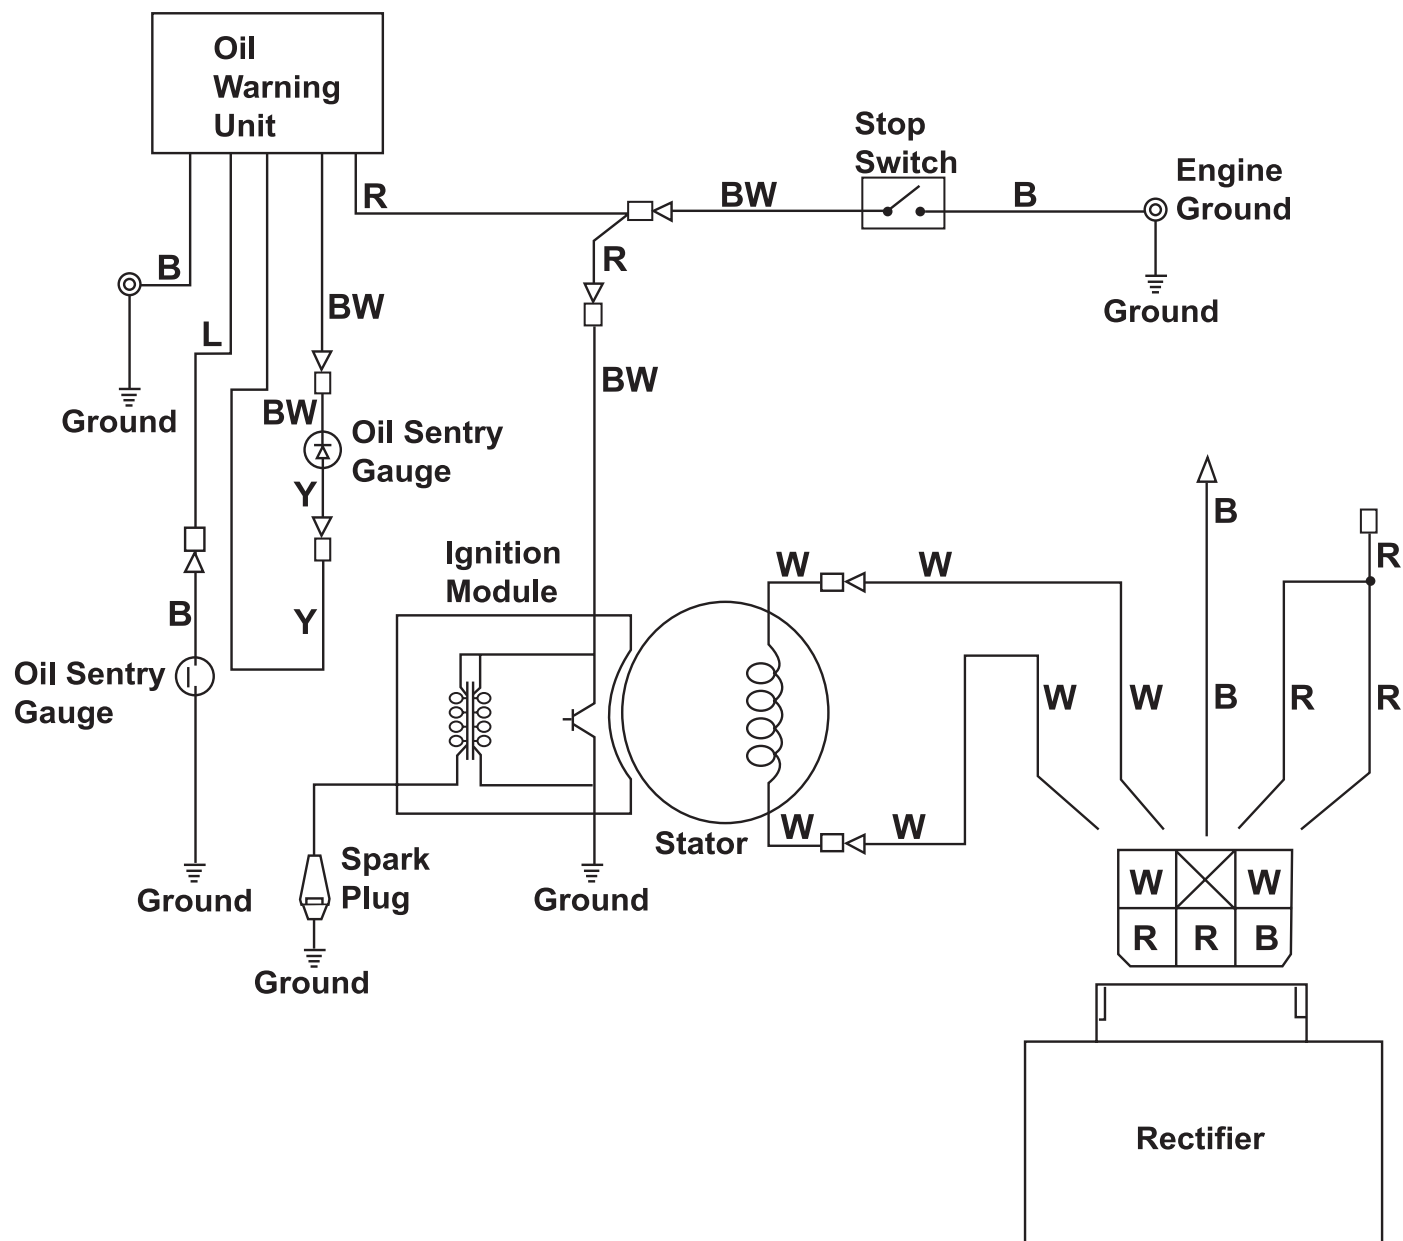 Oil
Warning
Unit
Stop
Switch
Engine
Ground
R
BW
B
B
R
BW
L
Ground
Ground
BW
BW
Oil Sentry
Gauge
Y
B
R
Ignition
Module
W
W
B
Y
Oil Sentry
Gauge
W
W
B
R
R
Stator
W
W
Spark
Plug
Ground
Ground
Ground
W
W
R
R
B
Rectifier